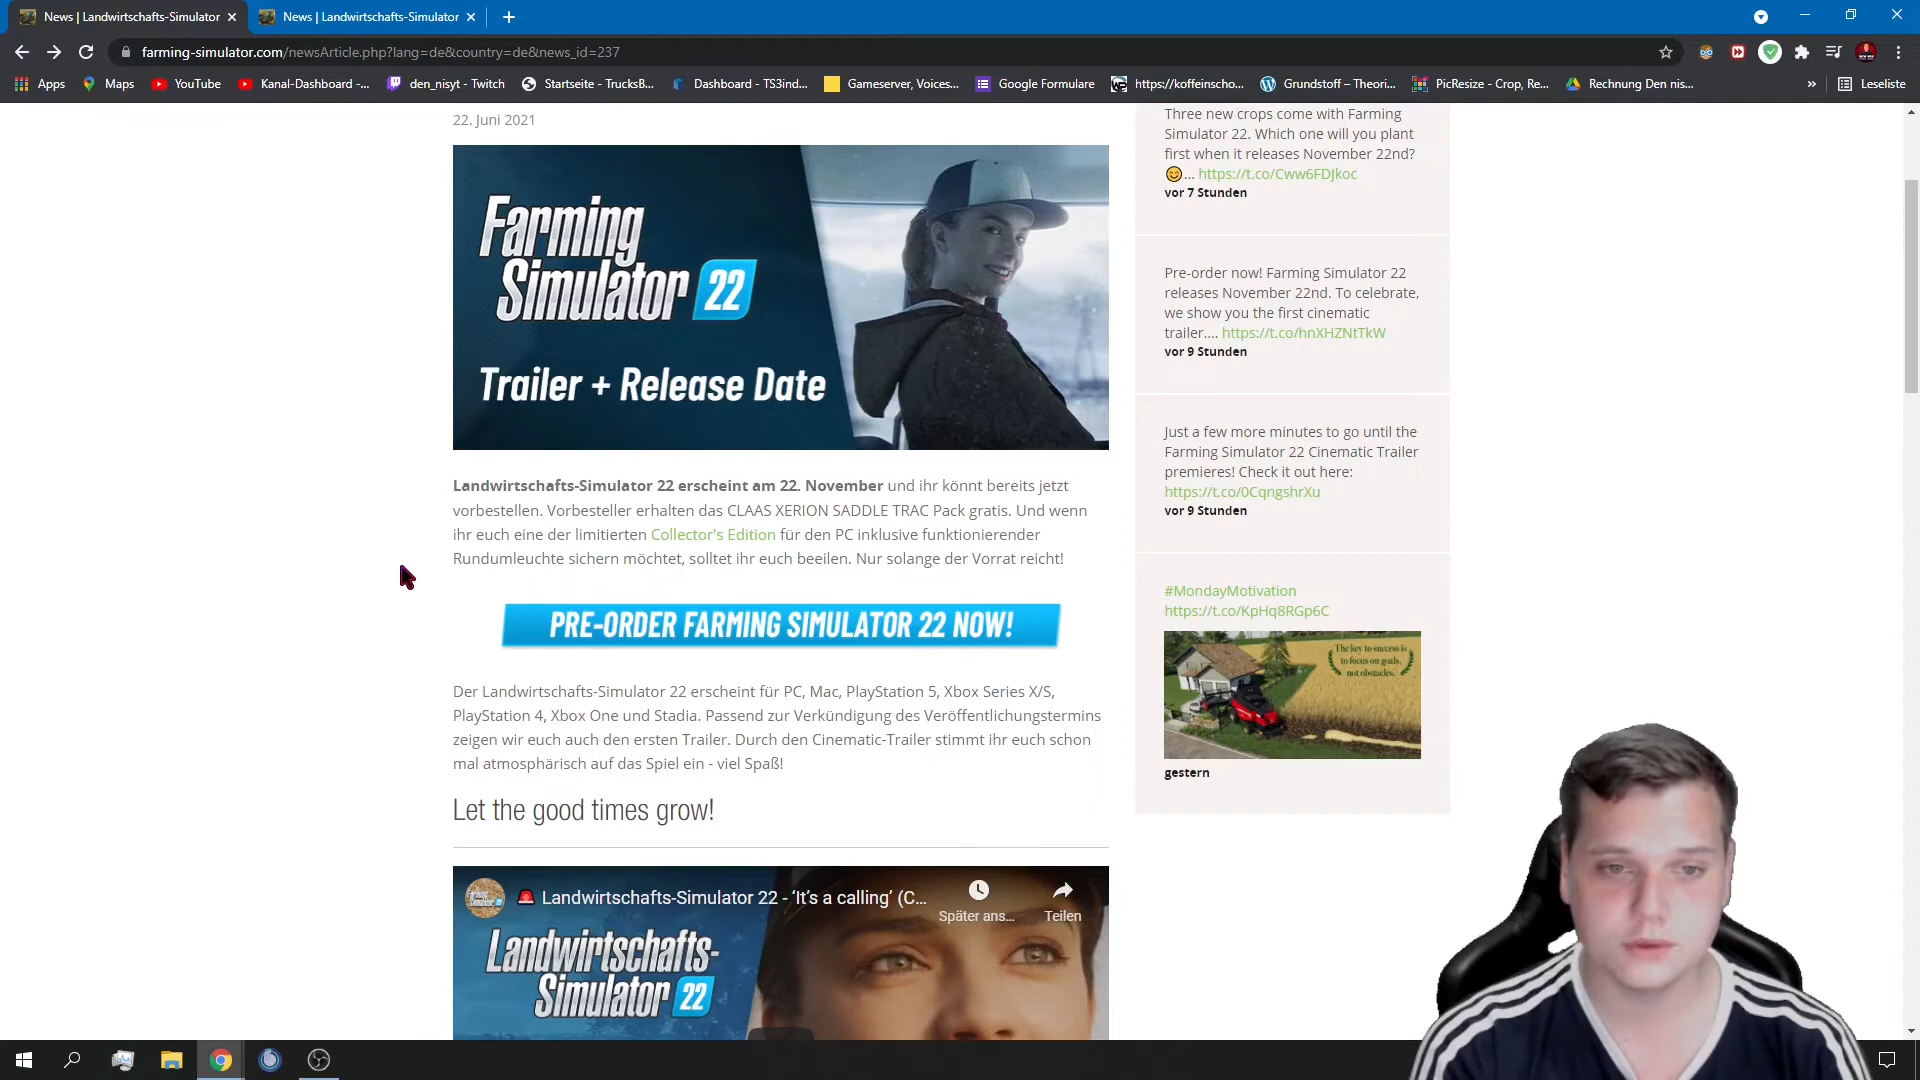 News | Landwirtschafts-Simulator
News | Landwirtschafts-Simulator
farming-simulator.com/newsArticle.php?lang=de&country=de&news_id=237
Apps
Maps
YouTube
Kanal-Dashboard -...
den_nisyt - Twitch
Startseite - TrucksB...
Dashboard - TS3ind...
Gameserver, Voices...
Google Formulare
https://koffeinscho...
Grundstoff – Theori...
PicResize - Crop, Re...
Rechnung Den nis...
»
Leseliste
22. Juni 2021
Farming
Simulator 22
Trailer + Release Date
Landwirtschafts-Simulator 22 erscheint am 22. November und ihr könnt bereits jetzt
vorbestellen. Vorbesteller erhalten das CLAAS XERION SADDLE TRAC Pack gratis. Und wenn
ihr euch eine der limitierten Collector's Edition für den PC inklusive funktionierender
Rundumleuchte sichern möchtet, solltet ihr euch beeilen. Nur solange der Vorrat reicht!
PRE-ORDER FARMING SIMULATOR 22 NOW!
Der Landwirtschafts-Simulator 22 erscheint für PC, Mac, PlayStation 5, Xbox Series X/S,
PlayStation 4, Xbox One und Stadia. Passend zur Verkündigung des Veröffentlichungstermins
zeigen wir euch auch den ersten Trailer. Durch den Cinematic-Trailer stimmt ihr euch schon
mal atmosphärisch auf das Spiel ein - viel Spaß!
Let the good times grow!
Landwirtschafts-Simulator 22 - ‘It’s a calling’ (C...
Später ans...
Teilen
Landwirtschafts-
Simulator 22
Three new crops come with Farming
Simulator 22. Which one will you plant
first when it releases November 22nd?
😊... https://t.co/Cww6FDJkoc
vor 7 Stunden
Pre-order now! Farming Simulator 22
releases November 22nd. To celebrate,
we show you the first cinematic
trailer.... https://t.co/hnXHZNtTkW
vor 9 Stunden
Just a few more minutes to go until the
Farming Simulator 22 Cinematic Trailer
premieres! Check it out here:
https://t.co/0CqngshrXu
vor 9 Stunden
#MondayMotivation
https://t.co/KpHq8RGp6C
The key to success is
to focus on goals,
not obstacles.
gestern